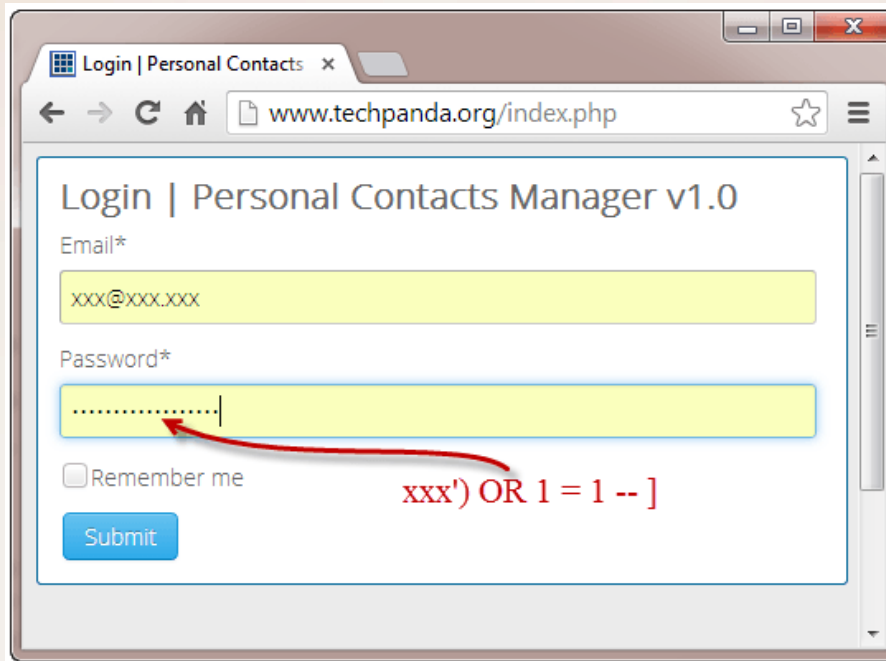 Login | Personal Contacts
www.techpanda.org/index.php
Login | Personal Contacts Manager v1.0
Email*
xxx@xxx.xxx
Password*
..................
Remember me
xxx') OR 1 = 1 -- ]
Submit